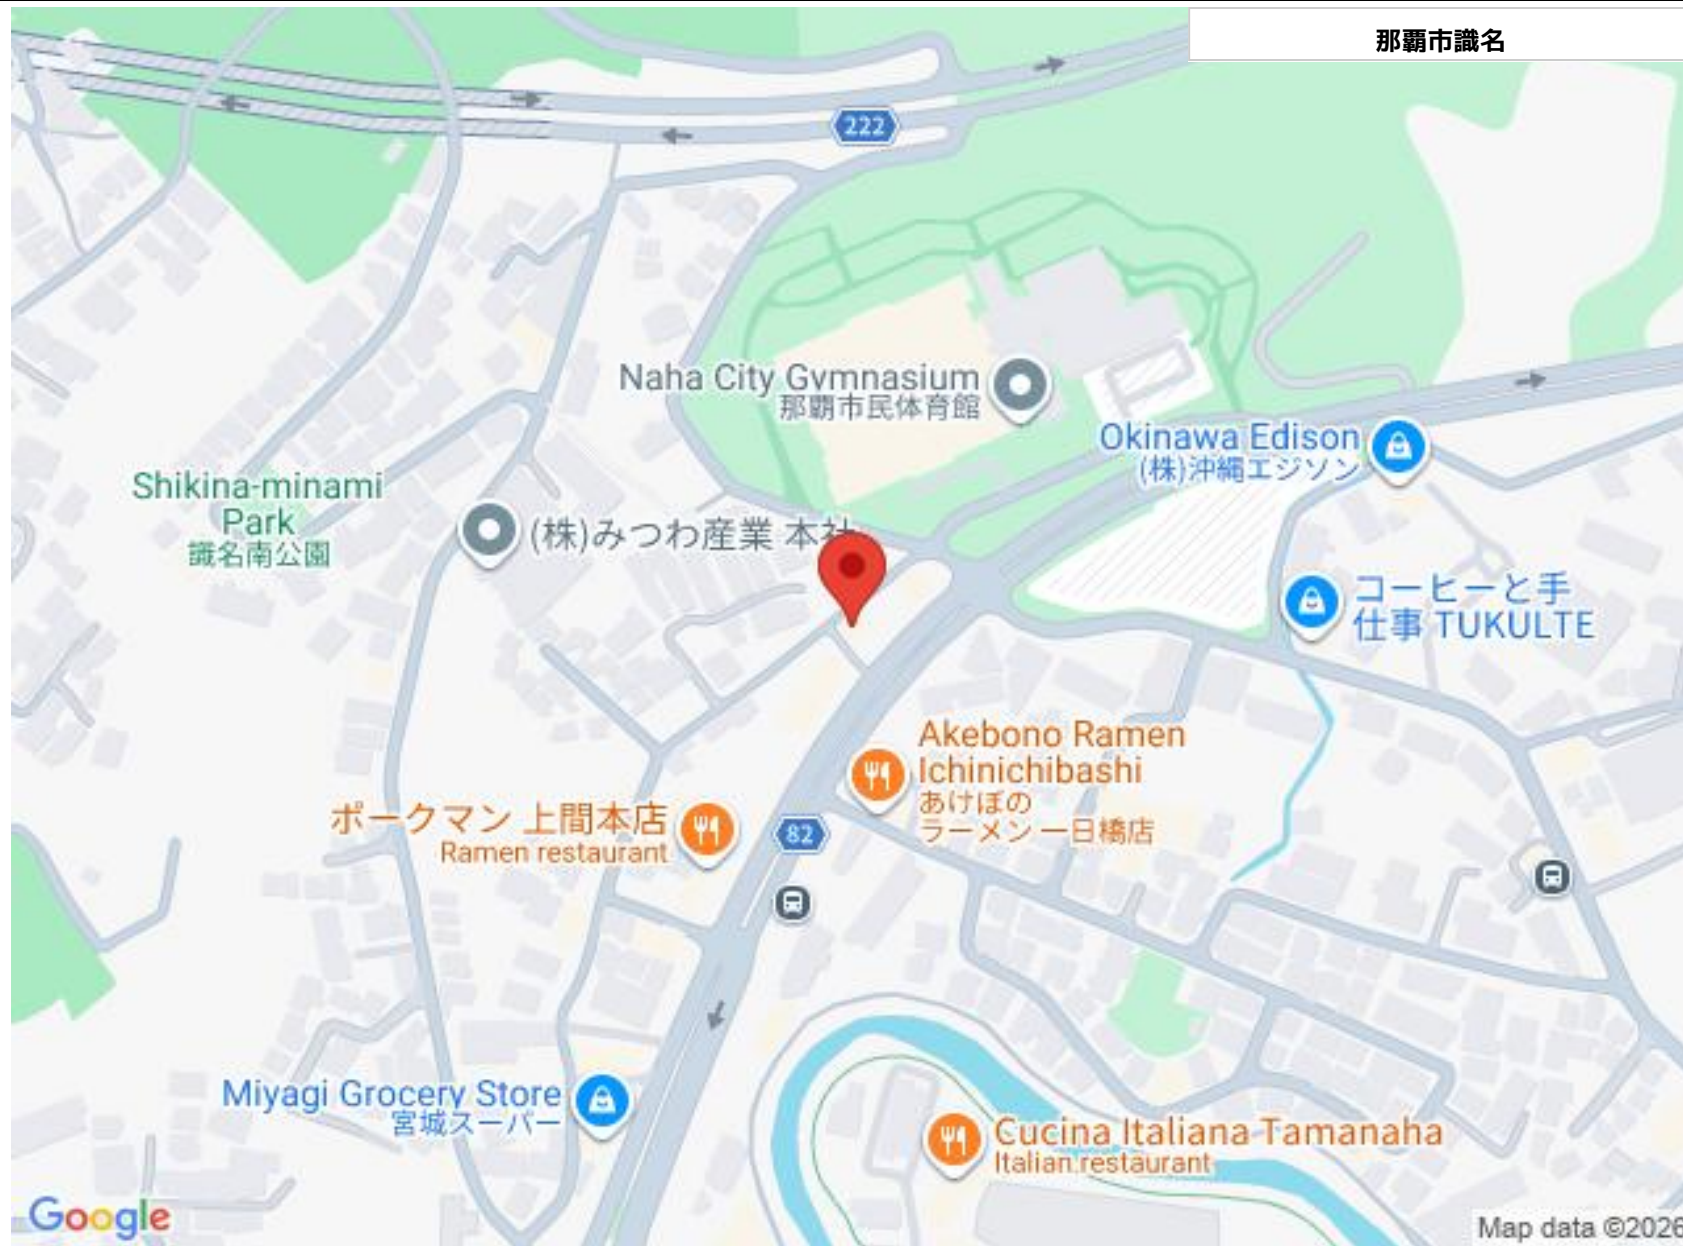 那覇市識名
222
Naha City Gymnasium
那覇市民体育館
Okinawa Edison
(株)沖縄エジソン
Shikina-minami
Park
識名南公園
(株)みつわ産業 本社
コーヒーと手
仕事 TUKULTE
Akebono Ramen
Ichinichibashi
あけぼの
ラーメン 一日橋店
ポークマン 上間本店
Ramen restaurant
82
Miyagi Grocery Store
宮城スーパー
Cucina Italiana Tamanaha
Italian restaurant
Google
Map data ©2026